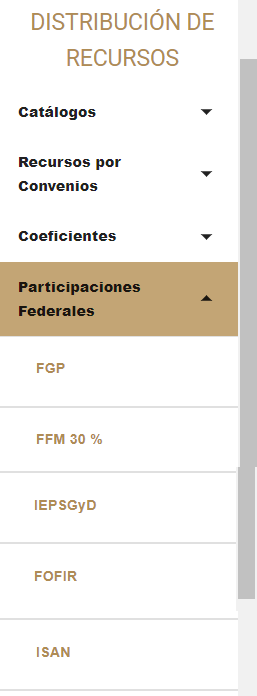 DISTRIBUCIÓN DE
RECURSOS
Catálogos
Recursos por
Convenios
Coeficientes
Participaciones
Federales
FGP
FFM 30 %
IEPSGyD
FOFIR
ISAN